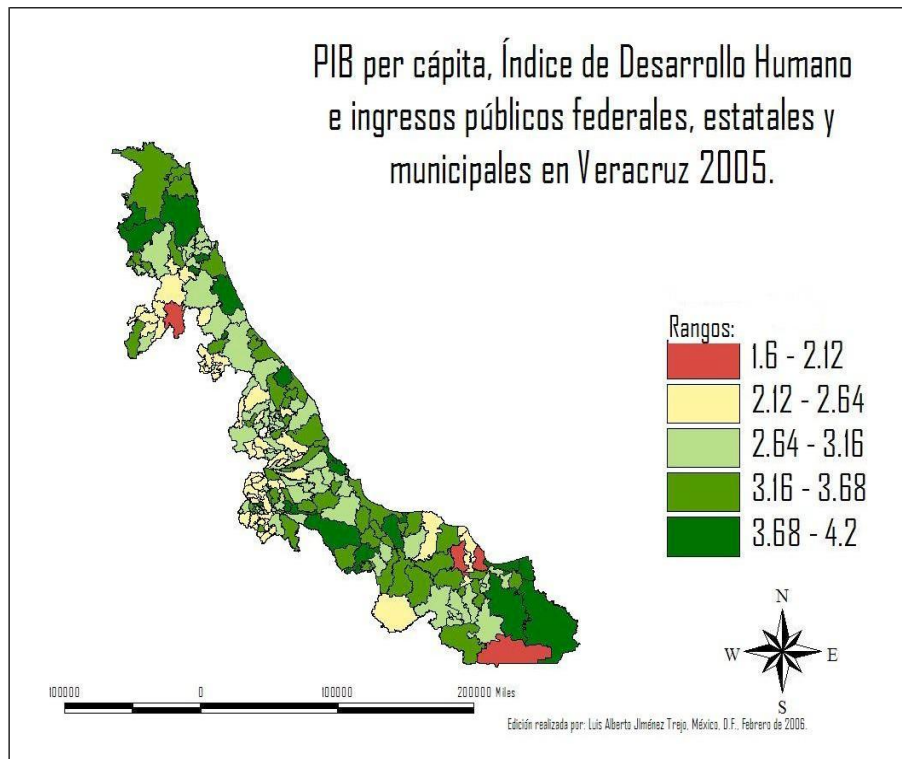 PIB per cápita, Índice de Desarrollo Humano
e ingresos públicos federales, estatales y
municipales en Veracruz 2005.
Rangos:
1.6 - 2.12
2.12 - 2.64
2.64 - 3.16
3.16 - 3.68
3.68 - 4.2
N
W E
S
100000 0 100000 200000 Miles
Edición realizada por: Luis Alberto JIménez Trejo, México, D.F., Febrero de 2006.